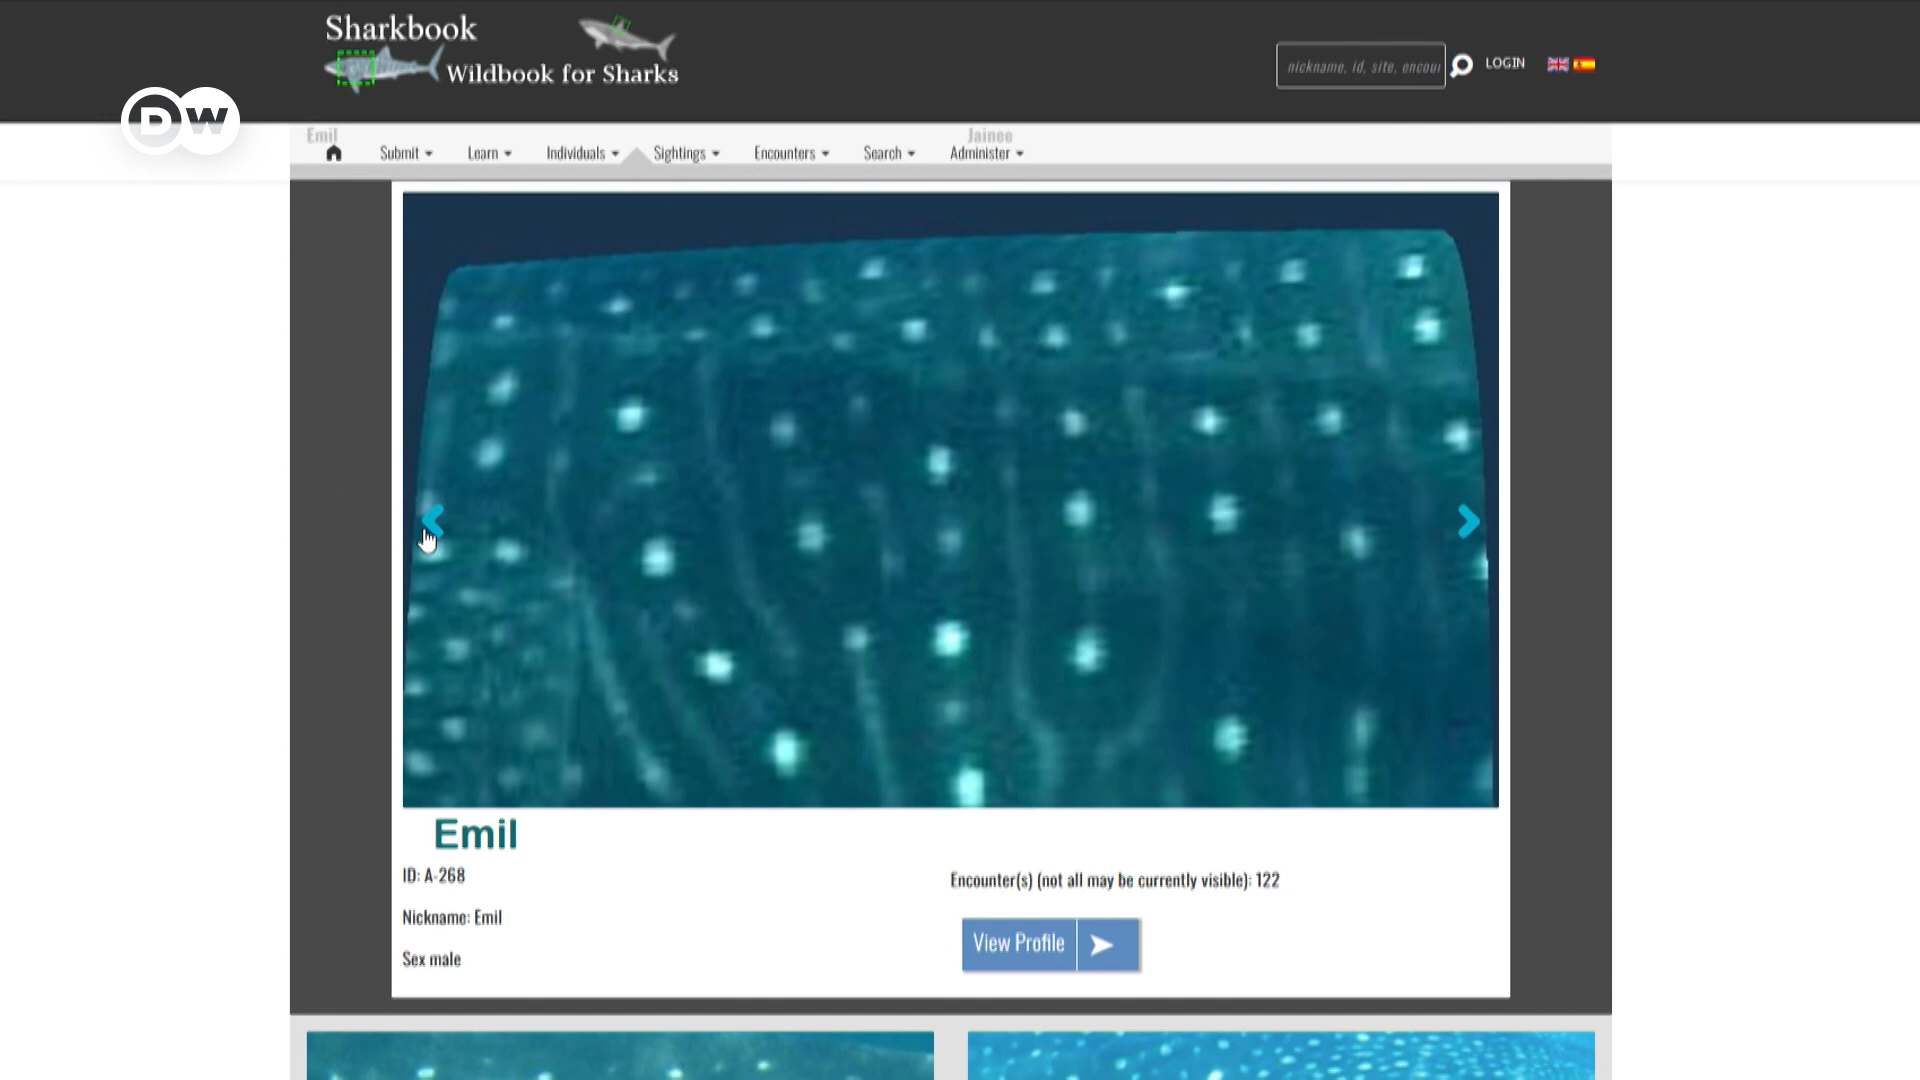 Sharkbook
Wildbook for Sharks
nickname, id, site, encour
LOGIN
DW
Emil
Jainee
Submit
Learn
Individuals
Sightings
Encounters
Search
Administer
Emil
ID: A-268
Encounter(s) (not all may be currently visible): 122
Nickname: Emil
View Profile
Sex male